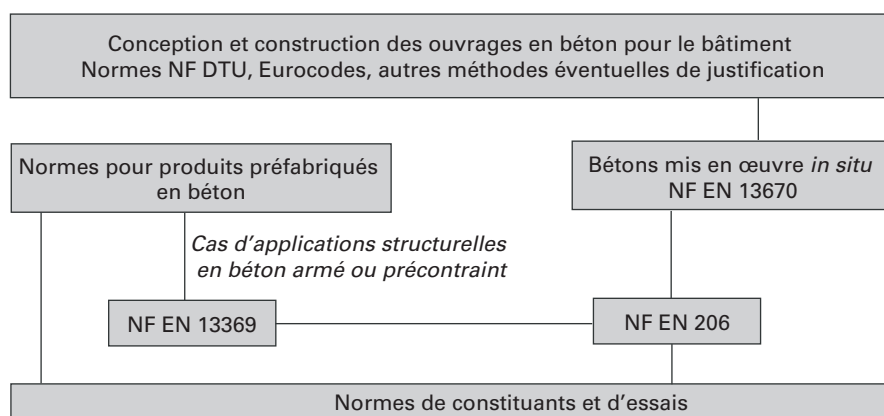 Conception et construction des ouvrages en béton pour le bâtiment
Normes NF DTU, Eurocodes, autres méthodes éventuelles de justification
Normes pour produits préfabriqués
en béton
Bétons mis en œuvre in situ
NF EN 13670
Cas d'applications structurelles
en béton armé ou précontraint
NF EN 13369
NF EN 206
Normes de constituants et d'essais